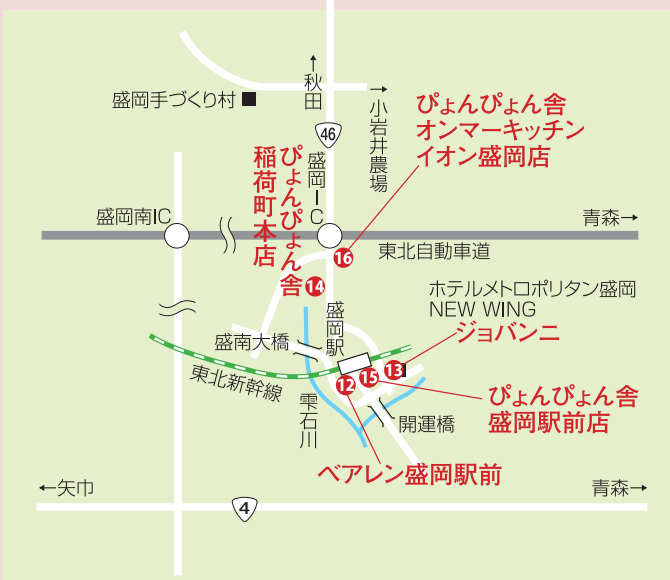 ↑秋田
→小岩井農場
盛岡手づくり村
46
ぴょんぴょん舎
オンマーキッチン
イオン盛岡店
ぴょんぴょん舎
稲荷町本店
盛岡IC
盛岡南IC
青森→
東北自動車道
16
14
ホテルメトロポリタン盛岡
NEW WING
ジョバンニ
盛岡駅
盛南大橋
東北新幹線
12
15
13
ぴょんぴょん舎
盛岡駅前店
雫石川
開運橋
ベアレン盛岡駅前
←矢巾
4
青森→